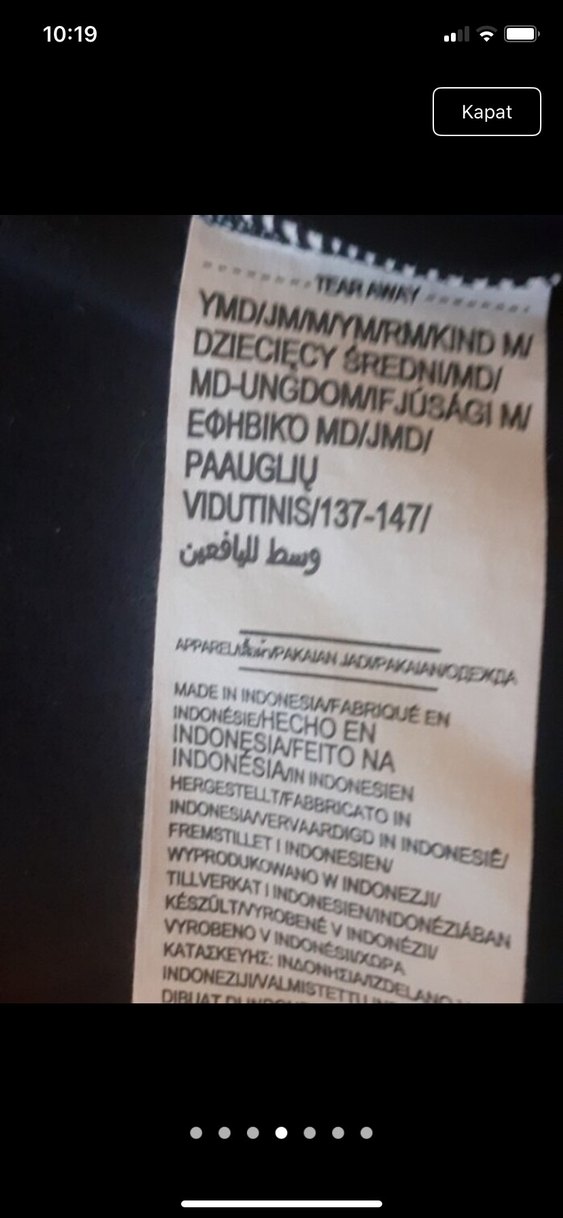 10:19
Kapat
TEAR AWAY
YMD/JM/M/YM/RM/KIND M/
DZIECIĘCY ŚREDNI/MD/
MD-UNGDOM/IFJÚSÁGI M/
ΕΦΗΒΙΚΟ MD/JMD/
PAAUGLIŲ
VIDUTINIS/137-147/
وسط لليافعين
APPAREL/PAKAIAN JADI/PAKAIAN/ОДЕЖДА
MADE IN INDONESIA/FABRIQUÉ EN
INDONÉSIE/HECHO EN
INDONESIA/FEITO NA
INDONÉSIA/IN INDONESIEN
HERGESTELLT/FABBRICATO IN
INDONESIA/VERVAARDIGD IN INDONESIË/
FREMSTILLET I INDONESIEN/
WYPRODUKOWANO W INDONEZJI/
TILLVERKAT I INDONESIEN/INDONÉZIÁBAN
KÉSZÜLT/VYROBENÉ V INDONÉZII/
VYROBENO V INDONÉSII/ΧΩΡΑ
ΚΑΤΑΣΚΕΥΗΣ: ΙΝΔΟΝΗΣΙΑ/IZDELANO
INDONEZIJI/VALMISTETTU
DIBUAT DI